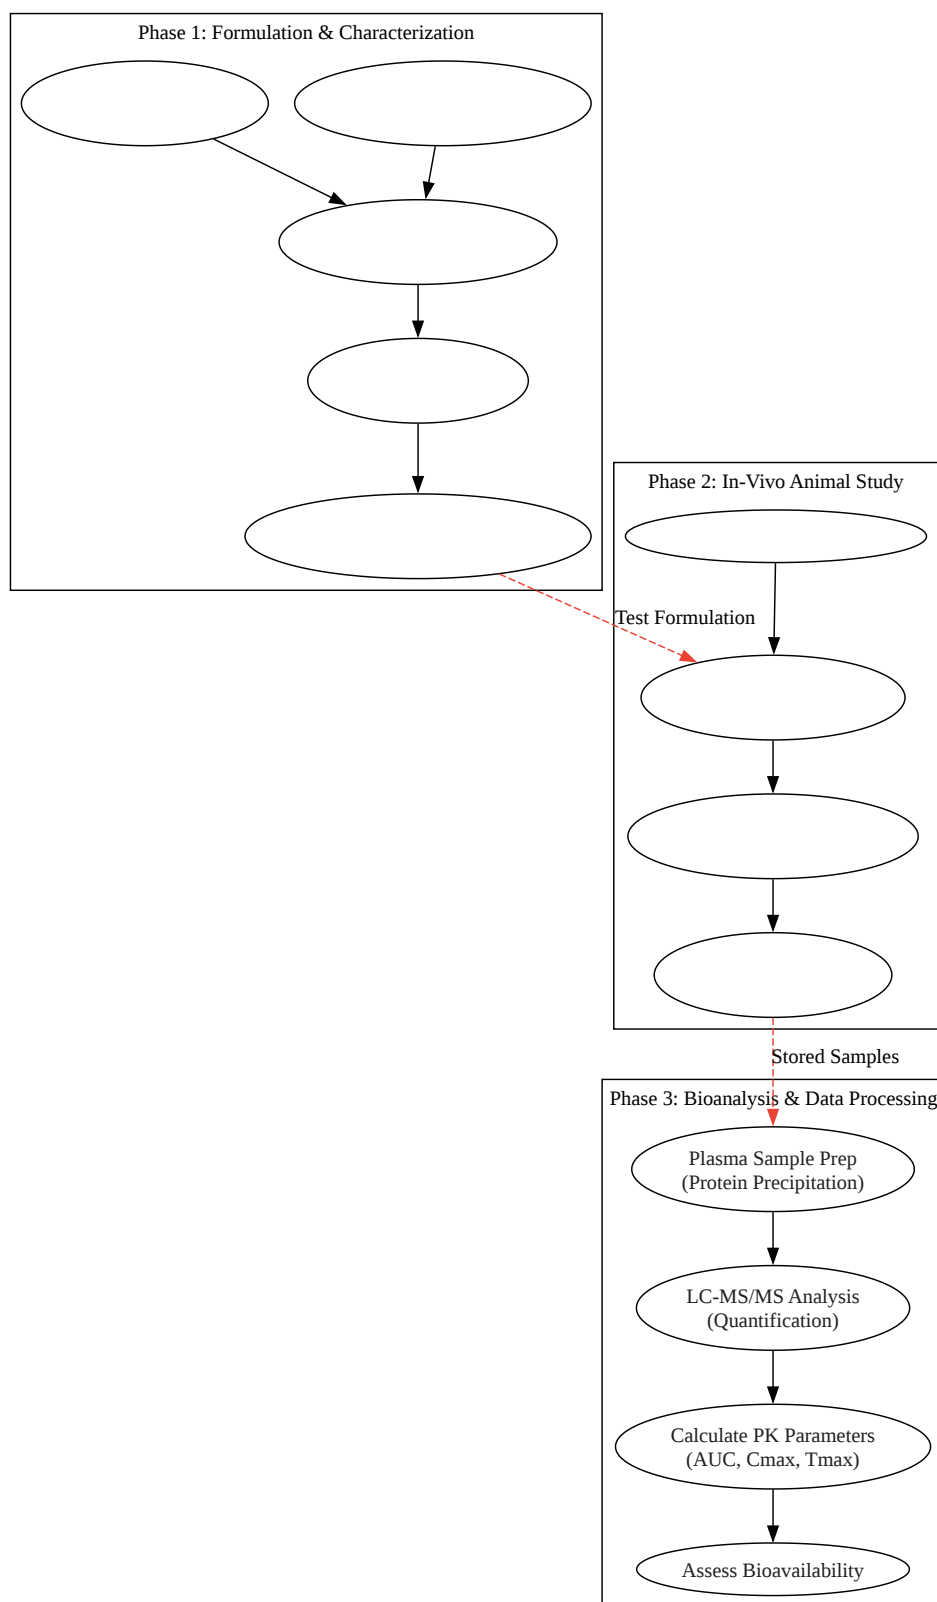 Phase 1: Formulation & Characterization
Phase 2: In-Vivo Animal Study
Test Formulation
Stored Samples
Phase 3: Bioanalysis & Data Processing
Plasma Sample Prep
(Protein Precipitation)
LC-MS/MS Analysis
(Quantification)
Calculate PK Parameters
(AUC, Cmax, Tmax)
Assess Bioavailability